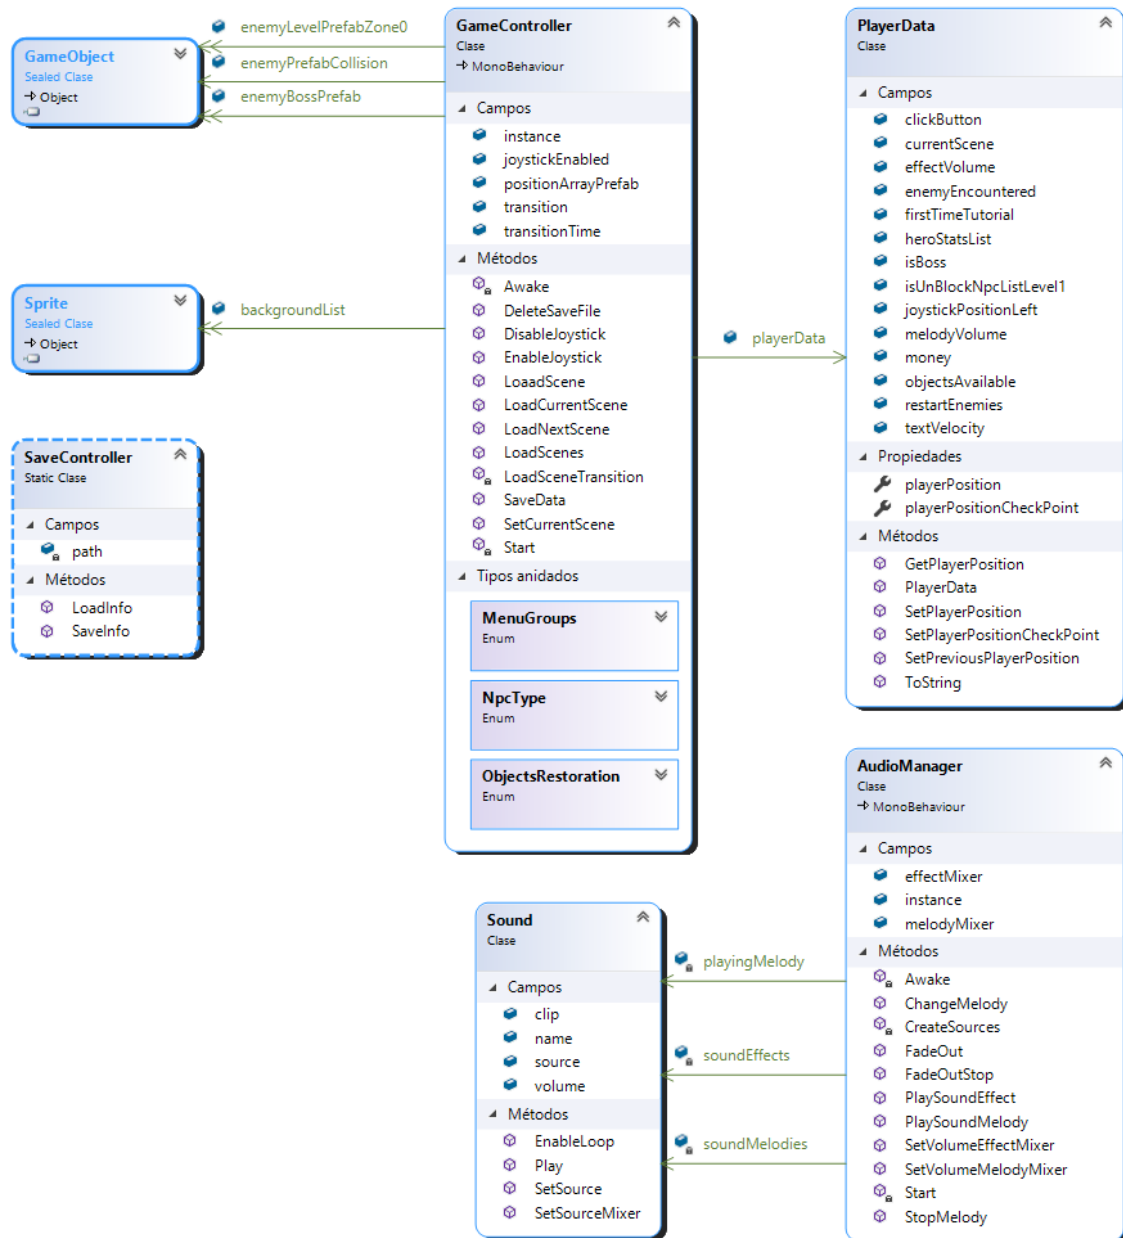 GameObject
Sealed Clase
Object
enemyLevelPrefabZone0
enemyPrefabCollision
enemyBossPrefab
Sprite
Sealed Clase
Object
backgroundList
SaveController
Static Clase
Campos
path
Métodos
LoadInfo
SaveInfo
GameController
Clase
MonoBehaviour
Campos
instance
joystickEnabled
positionArrayPrefab
transition
transitionTime
Métodos
Awake
DeleteSaveFile
DisableJoystick
EnableJoystick
LoaadScene
LoadCurrentScene
LoadNextScene
LoadScenes
LoadSceneTransition
SaveData
SetCurrentScene
Start
Tipos anidados
MenuGroups
Enum
NpcType
Enum
ObjectsRestoration
Enum
playerData
PlayerData
Clase
Campos
clickButton
currentScene
effectVolume
enemyEncountered
firstTimeTutorial
heroStatsList
isBoss
isUnBlockNpcListLevel1
joystickPositionLeft
melodyVolume
money
objectsAvailable
restartEnemies
textVelocity
Propiedades
playerPosition
playerPositionCheckPoint
Métodos
GetPlayerPosition
PlayerData
SetPlayerPosition
SetPlayerPositionCheckPoint
SetPreviousPlayerPosition
ToString
Sound
Clase
Campos
clip
name
source
volume
Métodos
EnableLoop
Play
SetSource
SetSourceMixer
playingMelody
soundEffects
soundMelodies
AudioManager
Clase
MonoBehaviour
Campos
effectMixer
instance
melodyMixer
Métodos
Awake
ChangeMelody
CreateSources
FadeOut
FadeOutStop
PlaySoundEffect
PlaySoundMelody
SetVolumeEffectMixer
SetVolumeMelodyMixer
Start
StopMelody